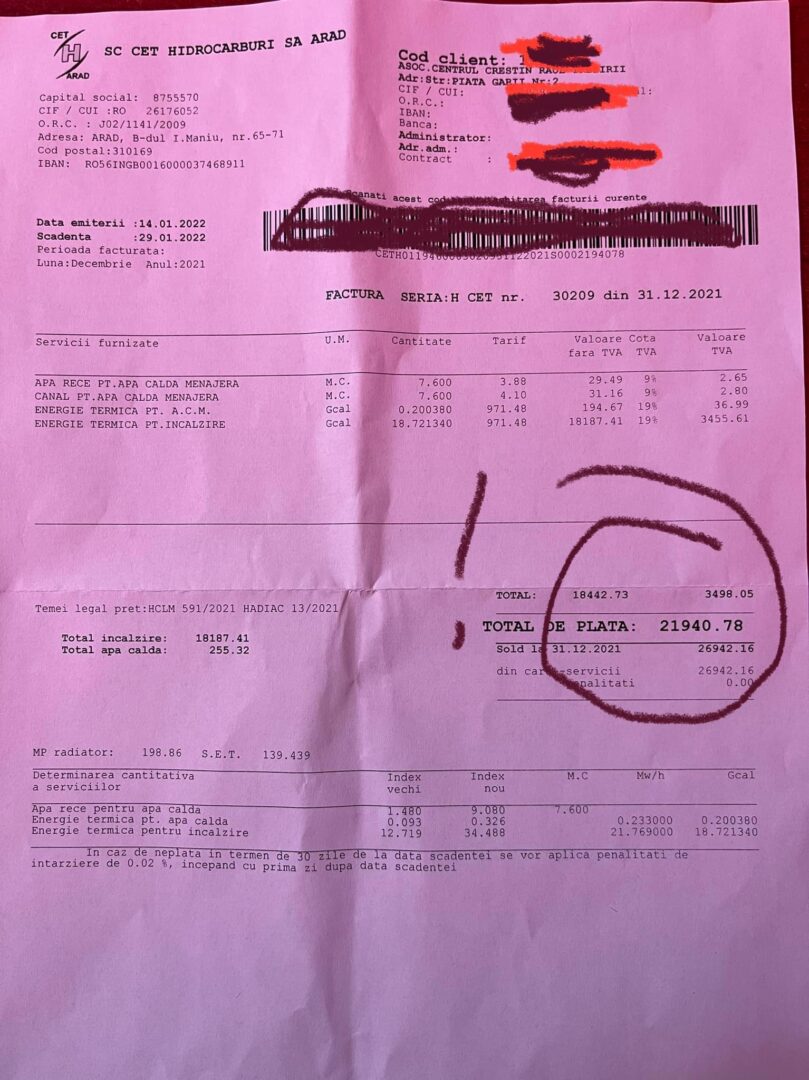 CET
H
ARAD
SC CET HIDROCARBURI SA ARAD
Capital social: 8755570
CIF / CUI :RO 26176052
O.R.C. : J02/1141/2009
Adresa: ARAD, B-dul I.Maniu, nr.65-71
Cod postal:310169
IBAN: RO56INGB0016000037468911
Cod client: 1
ASOC.CENTRUL CRESTIN
Adr:Str:PIATA GARII Nr:2
CIF / CUI:
O.R.C.:
IBAN:
Banca:
Administrator:
Adr.adm.:
Contract :
Scanati acest cod achitarea facturii curente
Data emiterii :14.01.2022
Scadenta :29.01.2022
Perioada facturata:
Luna:Decembrie Anul:2021
FACTURA SERIA:H CET nr. 30209 din 31.12.2021
Servicii furnizate U.M. Cantitate Tarif Valoare Cota Valoare
fara TVA TVA TVA
APA RECE PT.APA CALDA MENAJERA M.C. 7.600 3.88 29.49 9% 2.65
CANAL PT.APA CALDA MENAJERA M.C. 7.600 4.10 31.16 9% 2.80
ENERGIE TERMICA PT. A.C.M. Gcal 0.200380 971.48 194.67 19% 36.99
ENERGIE TERMICA PT.INCALZIRE Gcal 18.721340 971.48 18187.41 19% 3455.61
TOTAL: 18442.73 3498.05
Temei legal pret:HCLM 591/2021 HADIAC 13/2021
TOTAL DE PLATA: 21940.78
Total incalzire: 18187.41
Total apa calda: 255.32
Sold la 31.12.2021 26942.16
din care-servicii 26942.16
penalitati 0.00
MP radiator: 198.86 S.E.T. 139.439
Determinarea cantitativa Index Index M.C Mw/h Gcal
a serviciilor vechi nou
Apa rece pentru apa calda 1.480 9.080 7.600
Energie termica pt. apa calda 0.093 0.326 0.233000 0.200380
Energie termica pentru incalzire 12.719 34.488 21.769000 18.721340
In caz de neplata in termen de 30 zile de la data scadentei se vor aplica penalitati de
intarziere de 0.02 %, incepand cu prima zi dupa data scadentei